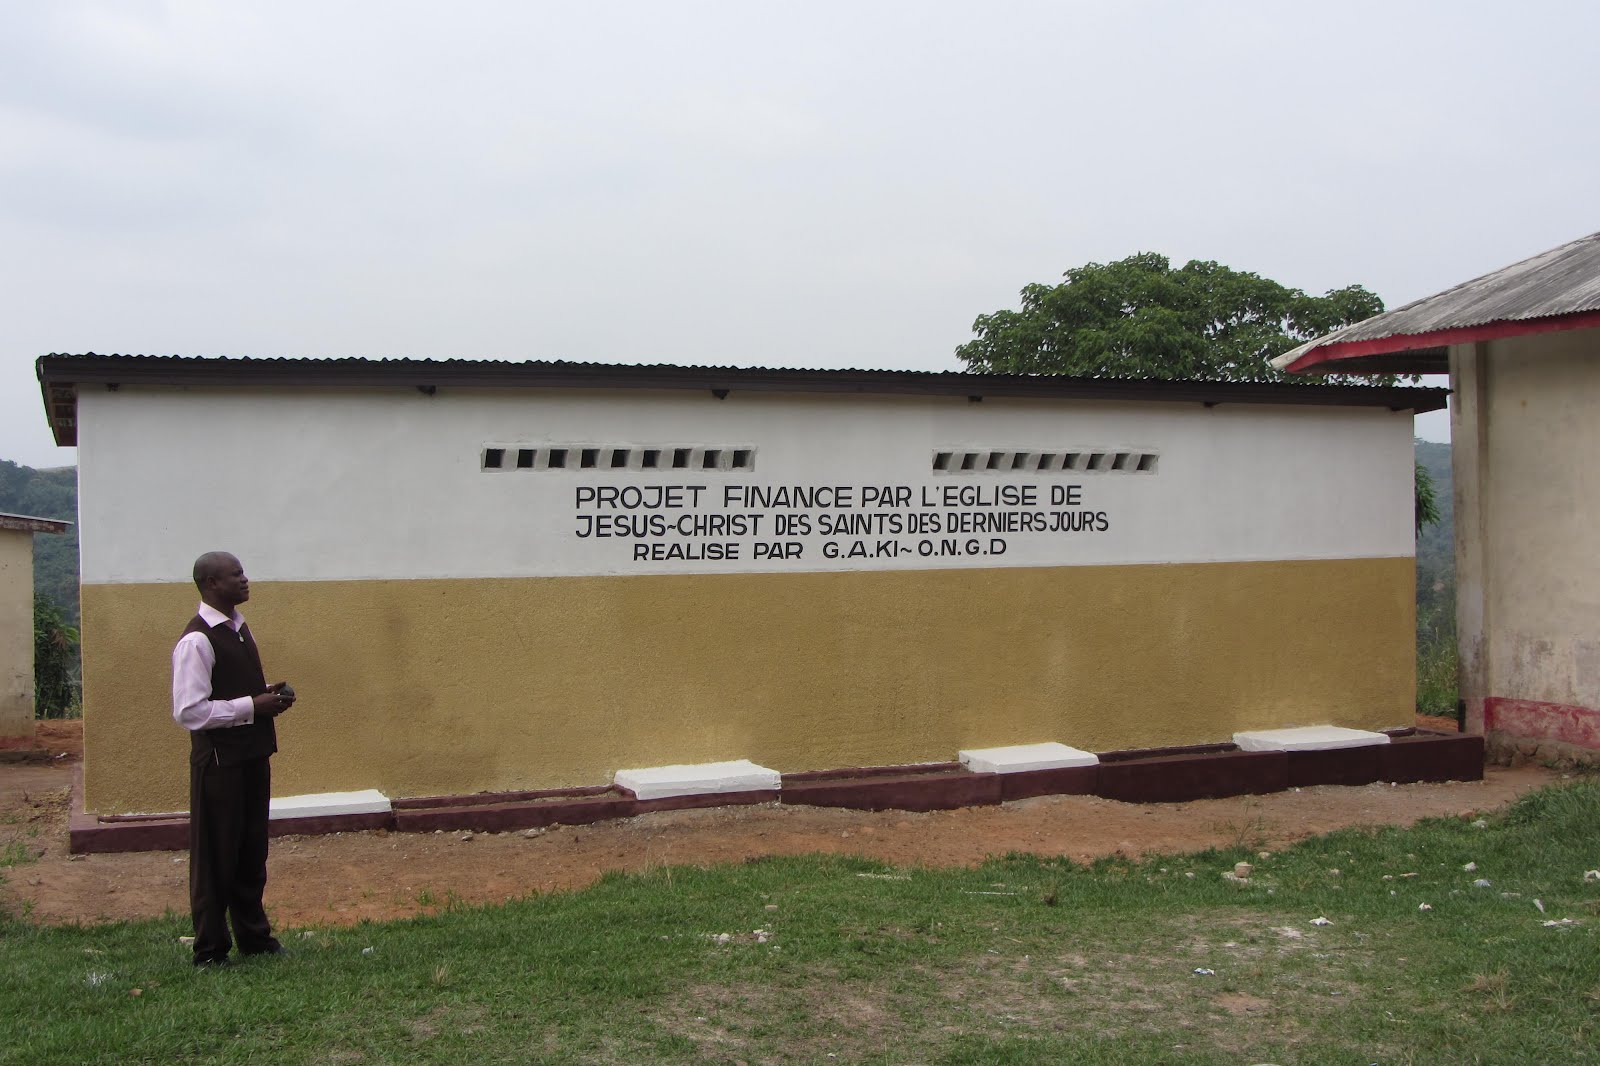 PROJET FINANCE PAR L'EGLISE DE
JESUS~CHRIST DES SAINTS DES DERNIERS JOURS
REALISE PAR G.A.KI~O.N.G.D